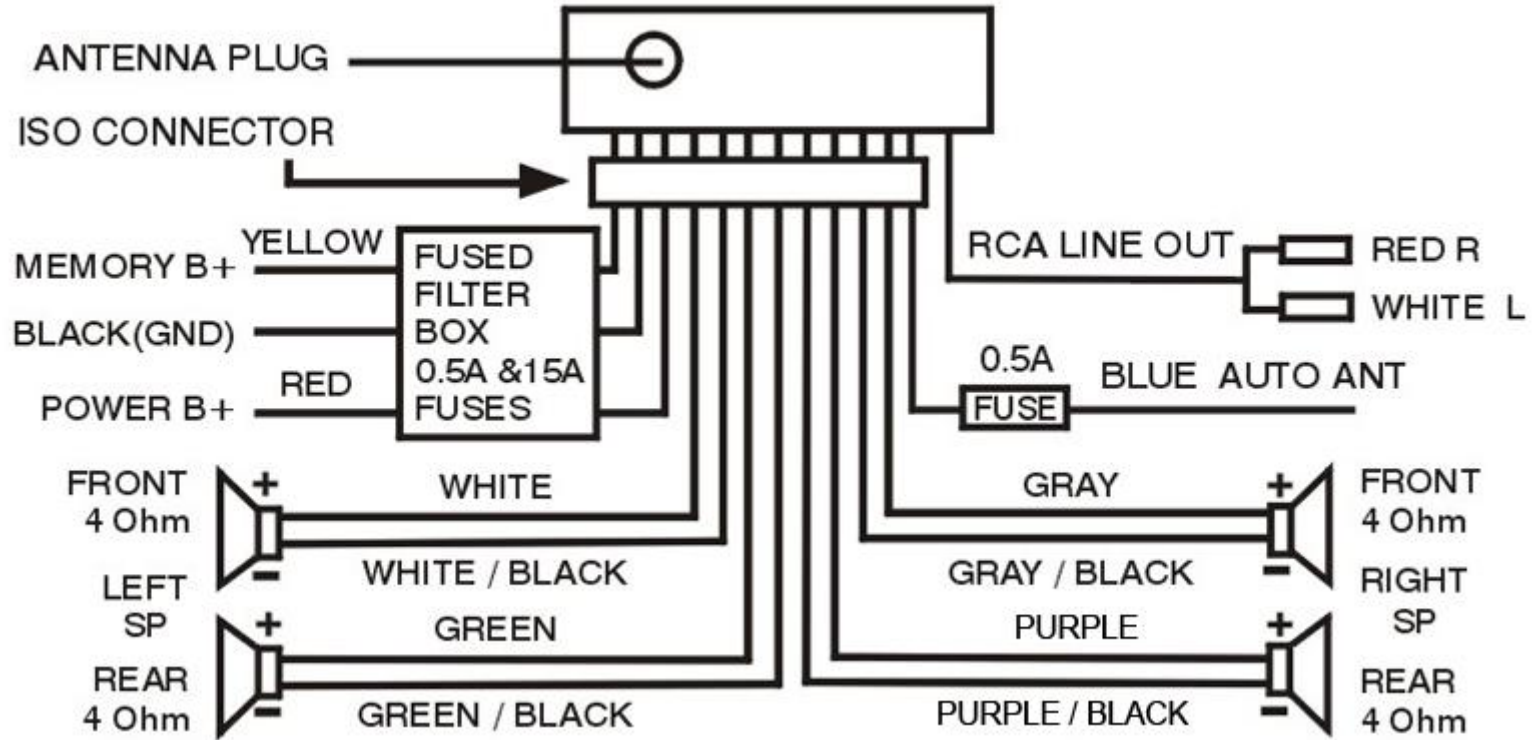 ANTENNA PLUG
ISO CONNECTOR
YELLOW
MEMORY B+
BLACK(GND)
RED
POWER B+
FUSED
FILTER
BOX
0.5A &15A
FUSES
RCA LINE OUT
RED R
WHITE L
0.5A
FUSE
BLUE AUTO ANT
FRONT
4 Ohm
LEFT
SP
REAR
4 Ohm
+
WHITE
-
WHITE / BLACK
+
GREEN
-
GREEN / BLACK
GRAY
+
GRAY / BLACK
-
PURPLE
+
PURPLE / BLACK
-
FRONT
4 Ohm
RIGHT
SP
REAR
4 Ohm